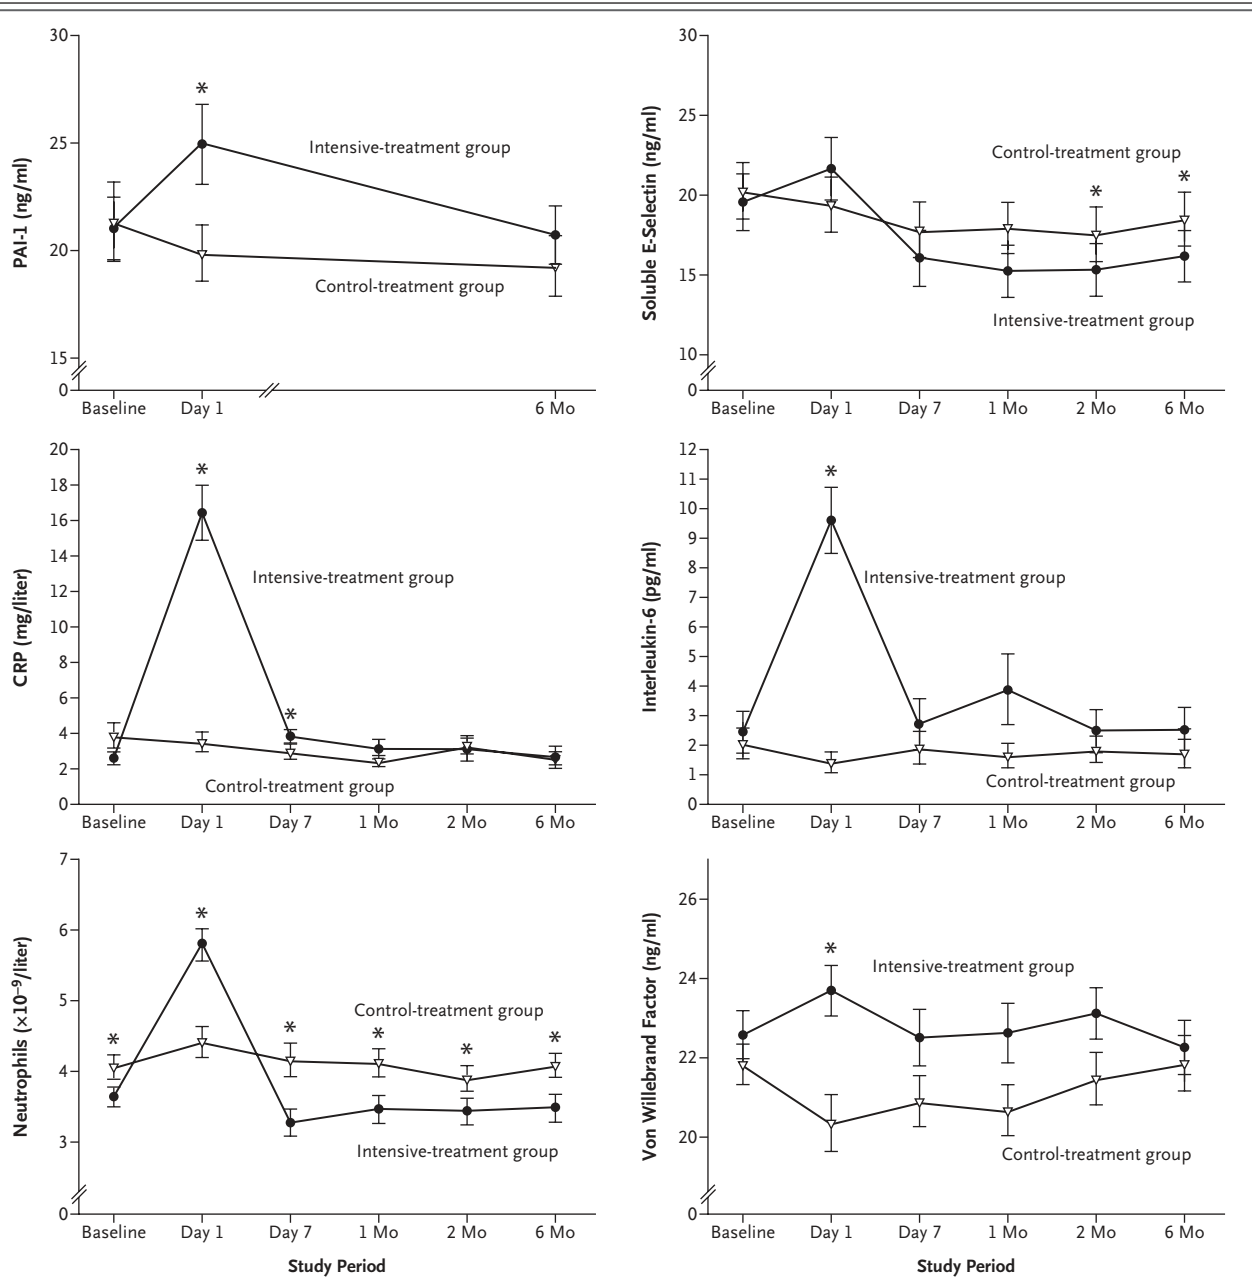 30
25
20
15
0
PAI-1 (ng/ml)
*
Intensive-treatment group
Control-treatment group
Baseline Day 1 6 Mo
30
25
20
15
10
0
Soluble E-Selectin (ng/ml)
Control-treatment group
* *
Intensive-treatment group
Baseline Day 7 1 Mo 2 Mo 6 Mo Day 1
20
18
16
14
12
10
8
6
4
2
0
CRP (mg/liter)
*
Intensive-treatment group
*
Control-treatment group
Baseline Day 1 Day 7 1 Mo 2 Mo 6 Mo
12
11
10
9
8
7
6
5
4
3
2
1
0
Interleukin-6 (pg/ml)
*
Intensive-treatment group
Control-treatment group
Baseline Day 1 Day 7 1 Mo 2 Mo 6 Mo
7
6
5
4
3
0
Neutrophils (×10⁻⁹/liter)
*
Control-treatment group
* * * * *
Intensive-treatment group
Baseline Day 1 Day 7 1 Mo 2 Mo 6 Mo
Study Period
26
24
22
20
0
Von Willebrand Factor (ng/ml)
*
Intensive-treatment group
Control-treatment group
Baseline Day 1 Day 7 1 Mo 2 Mo 6 Mo
Study Period